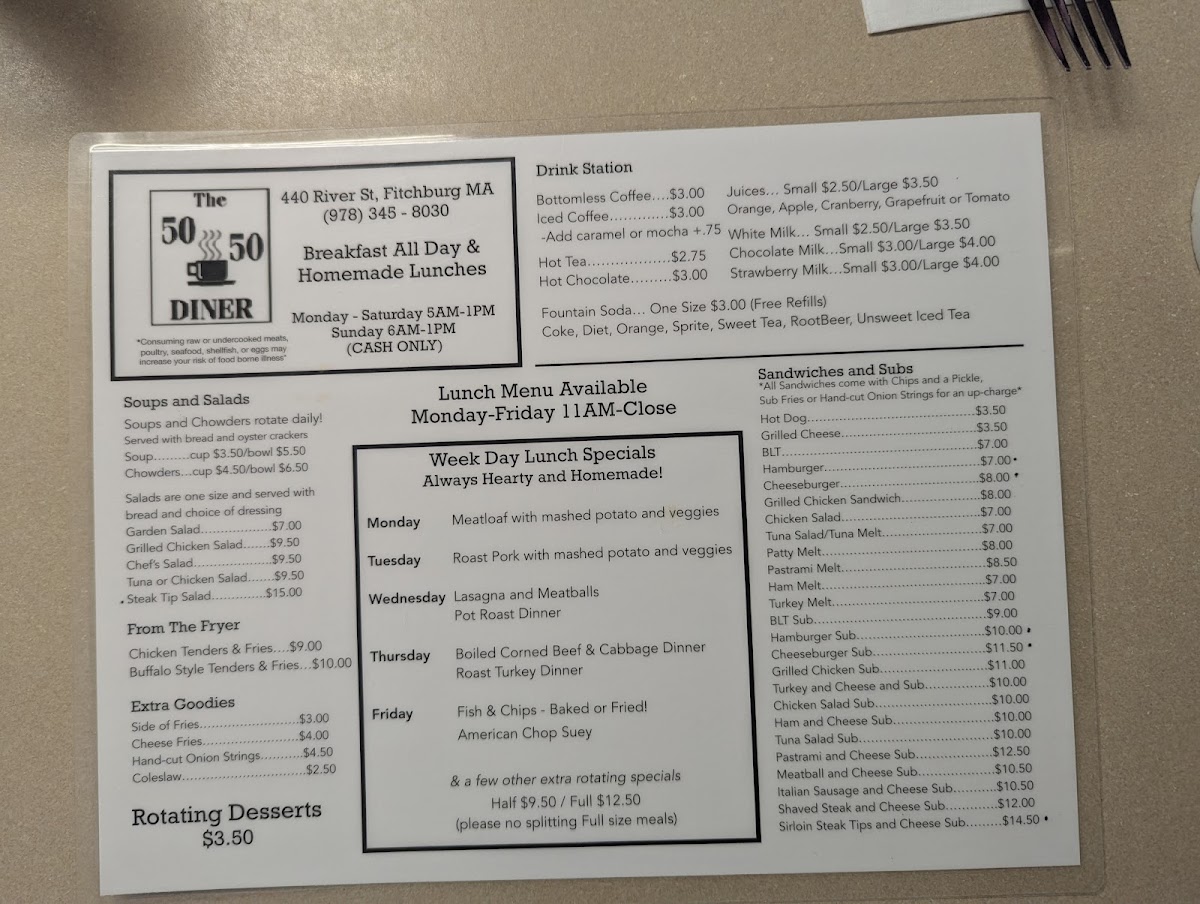 The
50 50
DINER
*Consuming raw or undercooked meats,
poultry, seafood, shellfish, or eggs may
increase your risk of food borne illness"
440 River St, Fitchburg MA
(978) 345 - 8030
Breakfast All Day &
Homemade Lunches
Monday - Saturday 5AM-1PM
Sunday 6AM-1PM
(CASH ONLY)
Drink Station
Bottomless Coffee....$3.00
Iced Coffee.............$3.00
-Add caramel or mocha +.75
Hot Tea...................$2.75
Hot Chocolate.........$3.00
Juices... Small $2.50/Large $3.50
Orange, Apple, Cranberry, Grapefruit or Tomato
White Milk... Small $2.50/Large $3.50
Chocolate Milk...Small $3.00/Large $4.00
Strawberry Milk...Small $3.00/Large $4.00
Fountain Soda... One Size $3.00 (Free Refills)
Coke, Diet, Orange, Sprite, Sweet Tea, RootBeer, Unsweet Iced Tea
Soups and Salads
Soups and Chowders rotate daily!
Served with bread and oyster crackers
Soup.........cup $3.50/bowl $5.50
Chowders...cup $4.50/bowl $6.50
Salads are one size and served with
bread and choice of dressing
Garden Salad..................$7.00
Grilled Chicken Salad.......$9.50
Chef's Salad....................$9.50
Tuna or Chicken Salad.......$9.50
Steak Tip Salad..............$15.00
From The Fryer
Chicken Tenders & Fries....$9.00
Buffalo Style Tenders & Fries...$10.00
Extra Goodies
Side of Fries.........................$3.00
Cheese Fries........................$4.00
Hand-cut Onion Strings..........$4.50
Coleslaw..............................$2.50
Rotating Desserts
$3.50
Lunch Menu Available
Monday-Friday 11AM-Close
Week Day Lunch Specials
Always Hearty and Homemade!
Monday Meatloaf with mashed potato and veggies
Tuesday Roast Pork with mashed potato and veggies
Wednesday Lasagna and Meatballs
Pot Roast Dinner
Thursday Boiled Corned Beef & Cabbage Dinner
Roast Turkey Dinner
Friday Fish & Chips - Baked or Fried!
American Chop Suey
& a few other extra rotating specials
Half $9.50 / Full $12.50
(please no splitting Full size meals)
Sandwiches and Subs
*All Sandwiches come with Chips and a Pickle,
Sub Fries or Hand-cut Onion Strings for an up-charge*
Hot Dog..........................................$3.50
Grilled Cheese..................................$3.50
BLT.................................................$7.00
Hamburger.......................................$7.00
Cheeseburger...................................$8.00
Grilled Chicken Sandwich....................$8.00
Chicken Salad...................................$7.00
Tuna Salad/Tuna Melt.........................$7.00
Patty Melt.........................................$8.00
Pastrami Melt....................................$8.50
Ham Melt.........................................$7.00
Turkey Melt......................................$7.00
BLT Sub...........................................$9.00
Hamburger Sub.................................$10.00
Cheeseburger Sub.............................$11.50
Grilled Chicken Sub...........................$11.00
Turkey and Cheese and Sub................$10.00
Chicken Salad Sub.............................$10.00
Ham and Cheese Sub.........................$10.00
Tuna Salad Sub.................................$10.00
Pastrami and Cheese Sub....................$12.50
Meatball and Cheese Sub....................$10.50
Italian Sausage and Cheese Sub...........$10.50
Shaved Steak and Cheese Sub.............$12.00
Sirloin Steak Tips and Cheese Sub.........$14.50